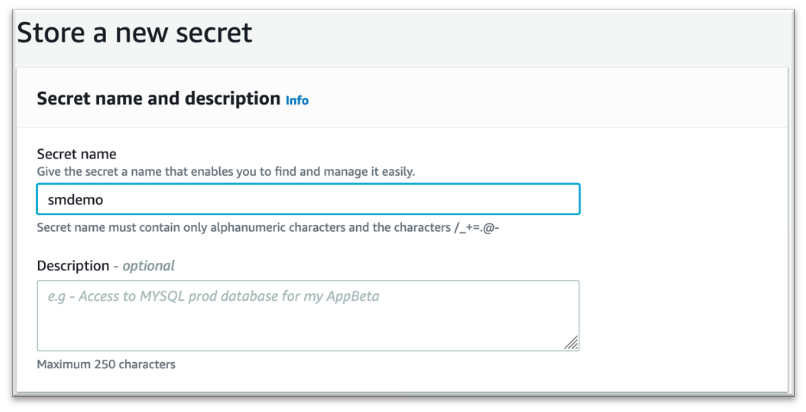 Store a new secret
Secret name and description Info
Secret name
Give the secret a name that enables you to find and manage it easily.
smdemo
Secret name must contain only alphanumeric characters and the characters /_+=.@-
Description - optional
e.g - Access to MYSQL prod database for my AppBeta
Maximum 250 characters